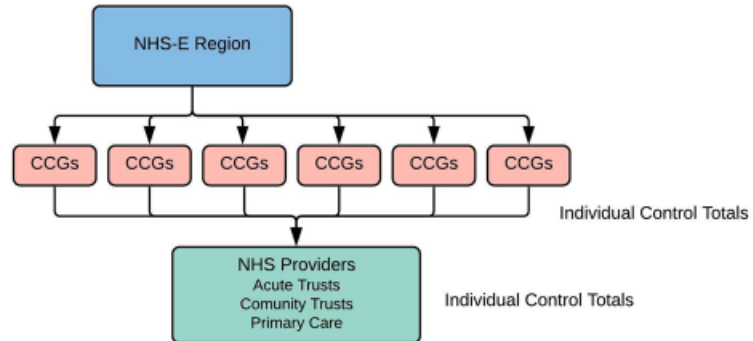 NHS-E Region
CCGs CCGs CCGs CCGs CCGs CCGs
Individual Control Totals
NHS Providers
Acute Trusts
Comunity Trusts
Primary Care
Individual Control Totals